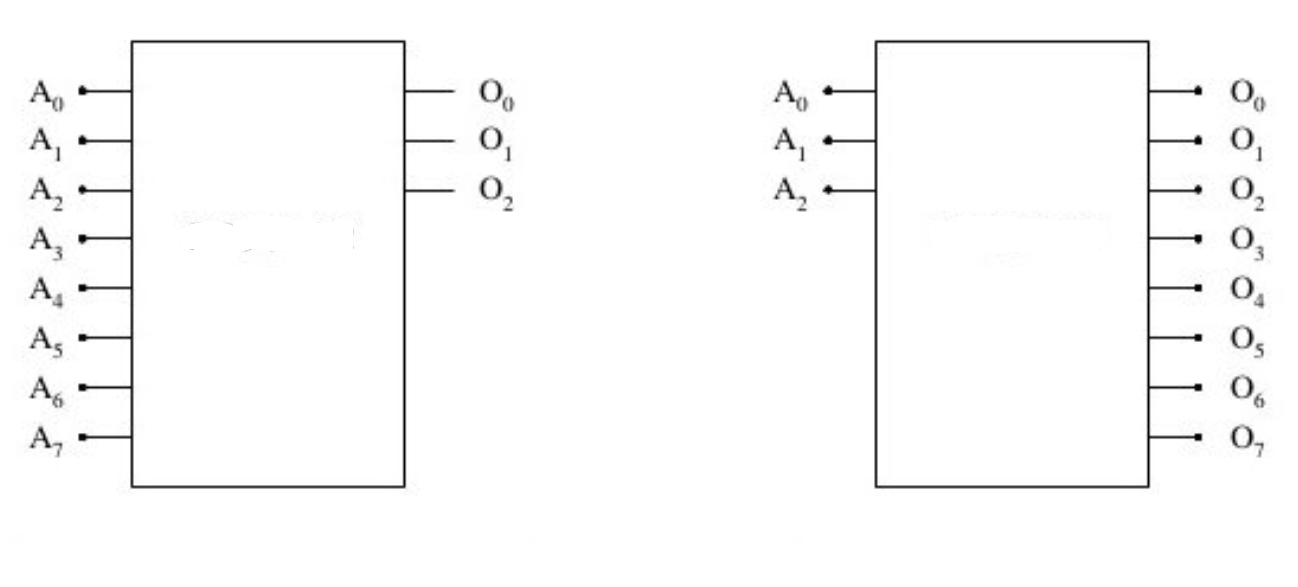 A0 O0 A0 O0
A1 O1 A1 O1
A2 O2 A2 O2
A3 O3
A4 O4
A5 O5
A6 O6
A7 O7